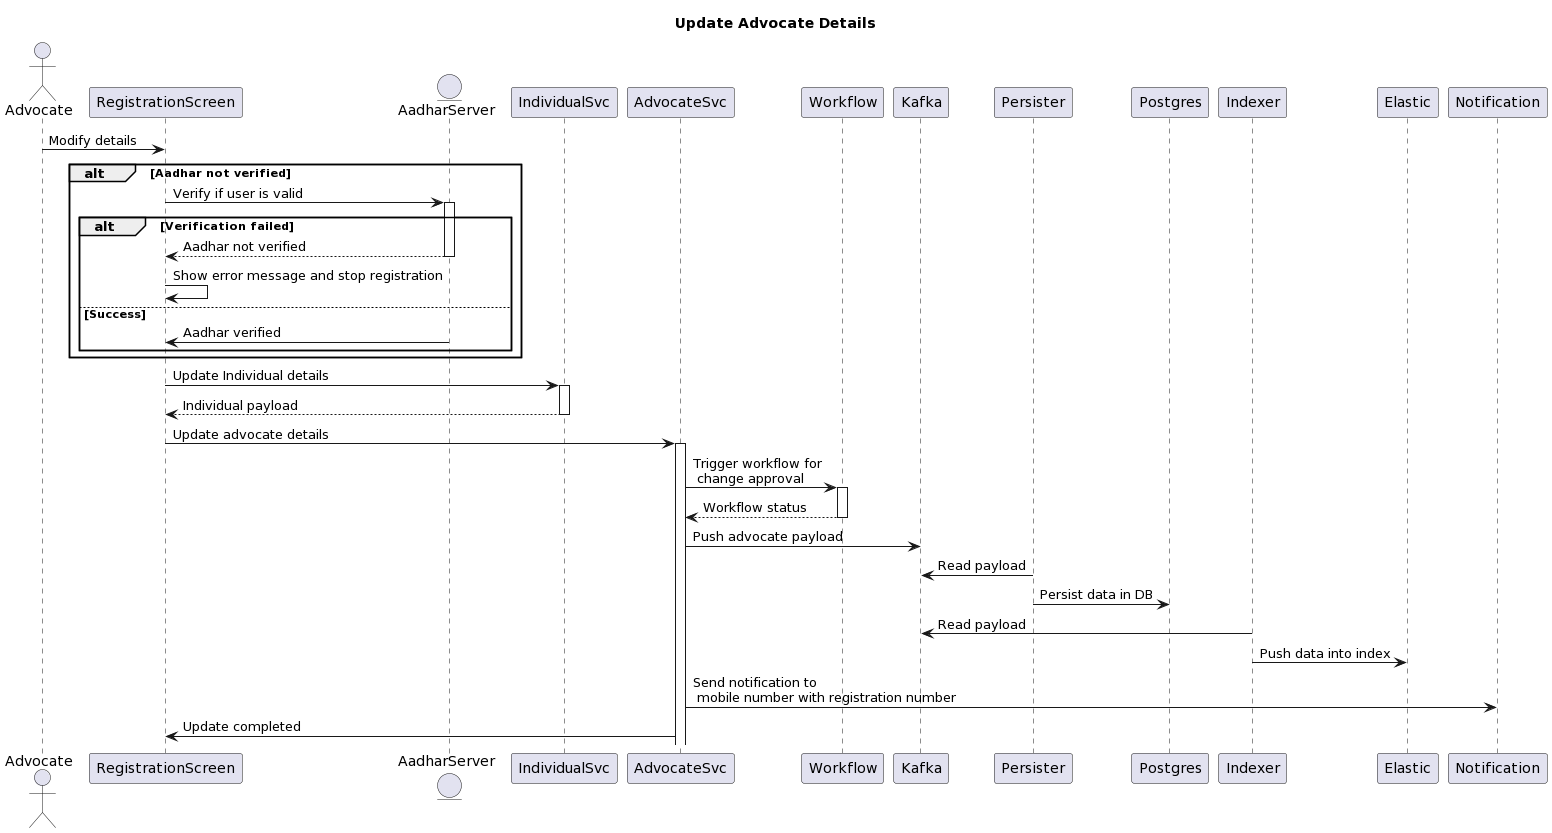 Update Advocate Details
Advocate
RegistrationScreen
AadharServer
IndividualSvc
AdvocateSvc
Workflow
Kafka
Persister
Postgres
Indexer
Elastic
Notification
Modify details
alt
[Aadhar not verified]
Verify if user is valid
alt
[Verification failed]
Aadhar not verified
Show error message and stop registration
[Success]
Aadhar verified
Update Individual details
Individual payload
Update advocate details
Trigger workflow for
change approval
Workflow status
Push advocate payload
Read payload
Persist data in DB
Read payload
Push data into index
Send notification to
mobile number with registration number
Update completed
Advocate
RegistrationScreen
AadharServer
IndividualSvc
AdvocateSvc
Workflow
Kafka
Persister
Postgres
Indexer
Elastic
Notification